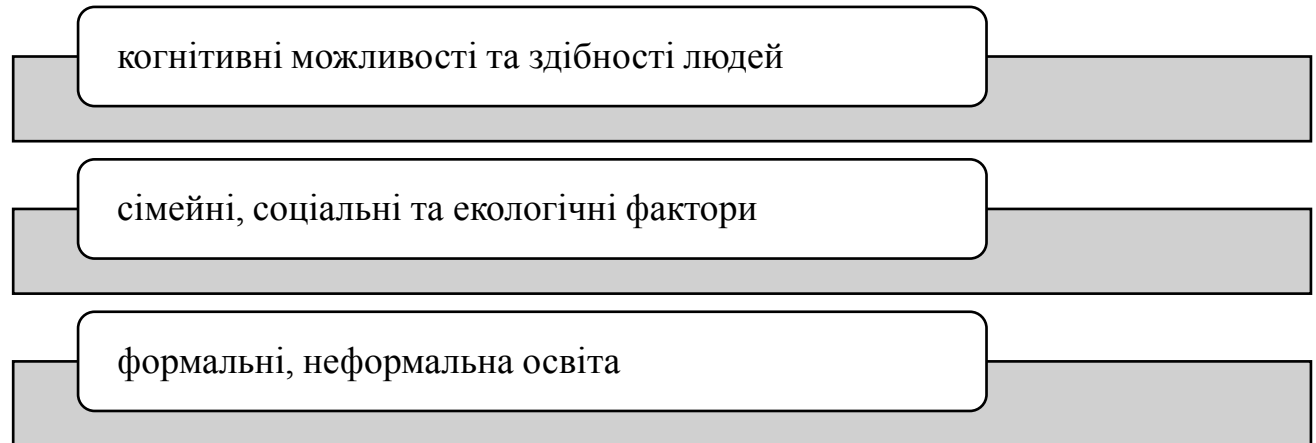 когнітивні можливості та здібності людей
сімейні, соціальні та екологічні фактори
формальні, неформальна освіта